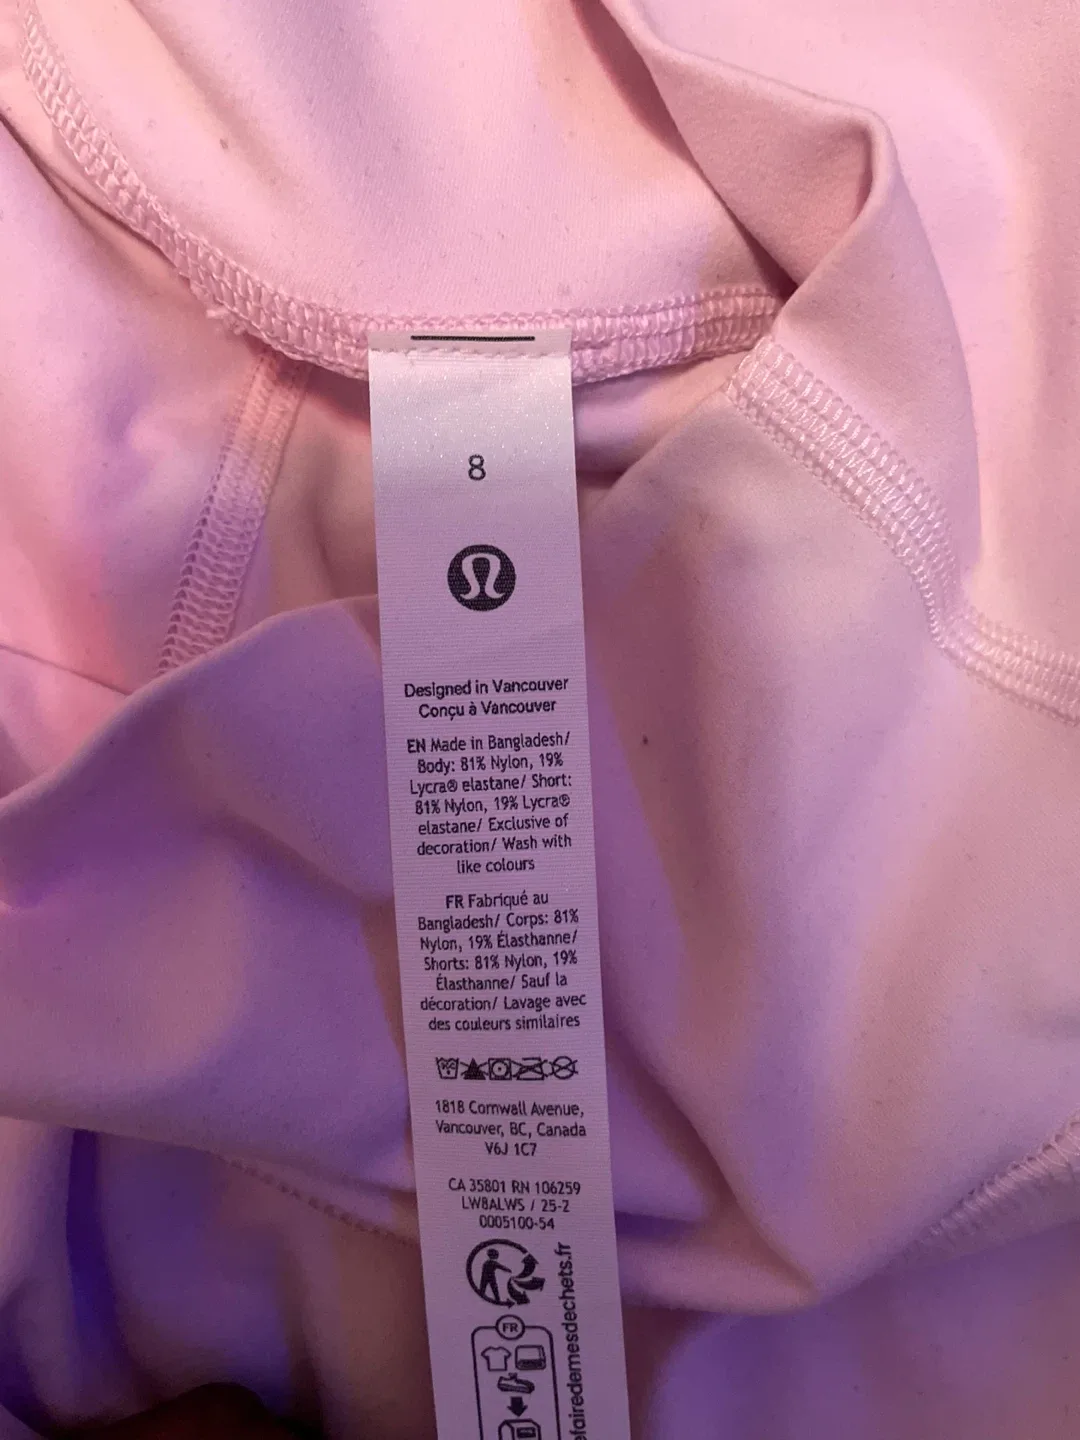 8
Designed in Vancouver
Conçu à Vancouver
EN Made in Bangladesh/
Body: 81% Nylon, 19%
Lycra® elastane/ Short:
81% Nylon, 19% Lycra®
elastane/ Exclusive of
decoration/ Wash with
like colours
FR Fabriqué au
Bangladesh/ Corps: 81%
Nylon, 19% Élasthanne/
Shorts: 81% Nylon, 19%
Élasthanne/ Sauf la
décoration/ Lavage avec
des couleurs similaires
1818 Cornwall Avenue,
Vancouver, BC, Canada
V6J 1C7
CA 35801 RN 106259
LW8ALWS / 25-2
0005100-54
FR
efairedemesdechets.fr